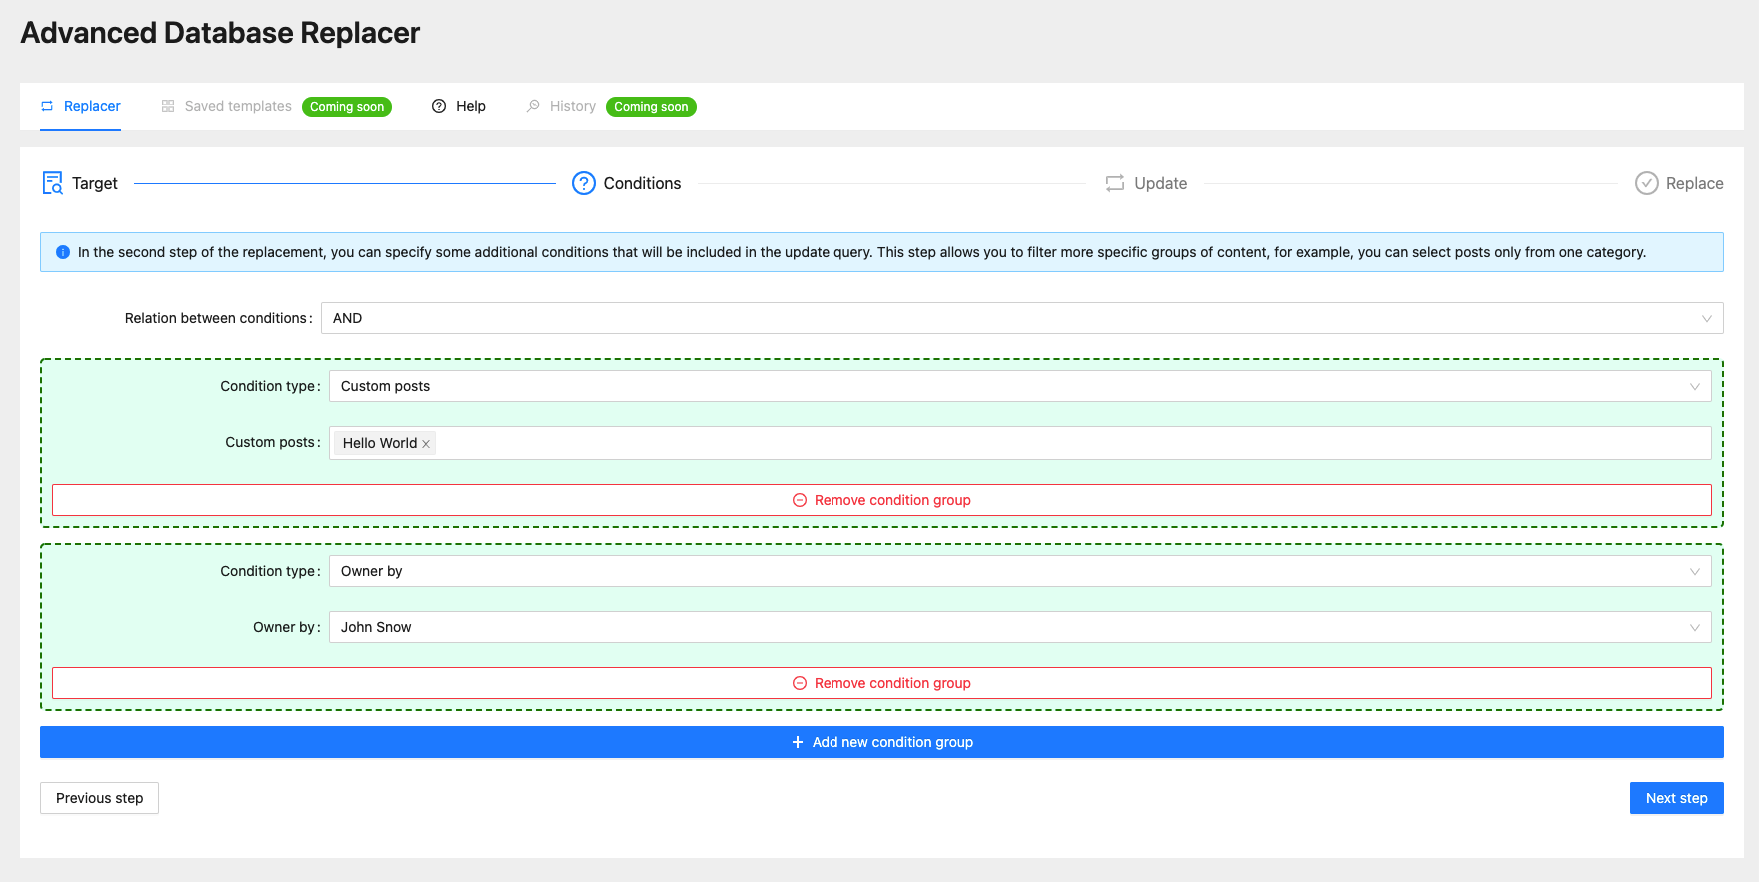 Advanced Database Replacer
Replacer Saved templates Coming soon Help History Coming soon
Target Conditions Update Replace
In the second step of the replacement, you can specify some additional conditions that will be included in the update query. This step allows you to filter more specific groups of content, for example, you can select posts only from one category.
Relation between conditions: AND
Condition type: Custom posts
Custom posts: Hello World
Remove condition group
Condition type: Owner by
Owner by: John Snow
Remove condition group
Add new condition group
Previous step Next step